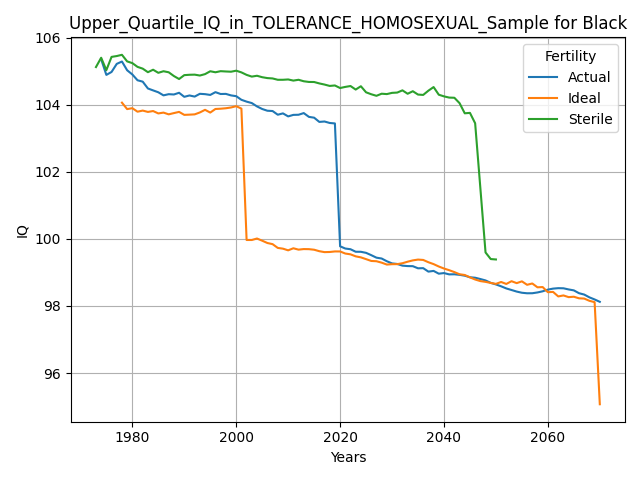 Upper_Quartile_IQ_in_TOLERANCE_HOMOSEXUAL_Sample for Black
106
104
102
100
98
96
IQ
Fertility
Actual
Ideal
Sterile
1980
2000
2020
2040
2060
Years